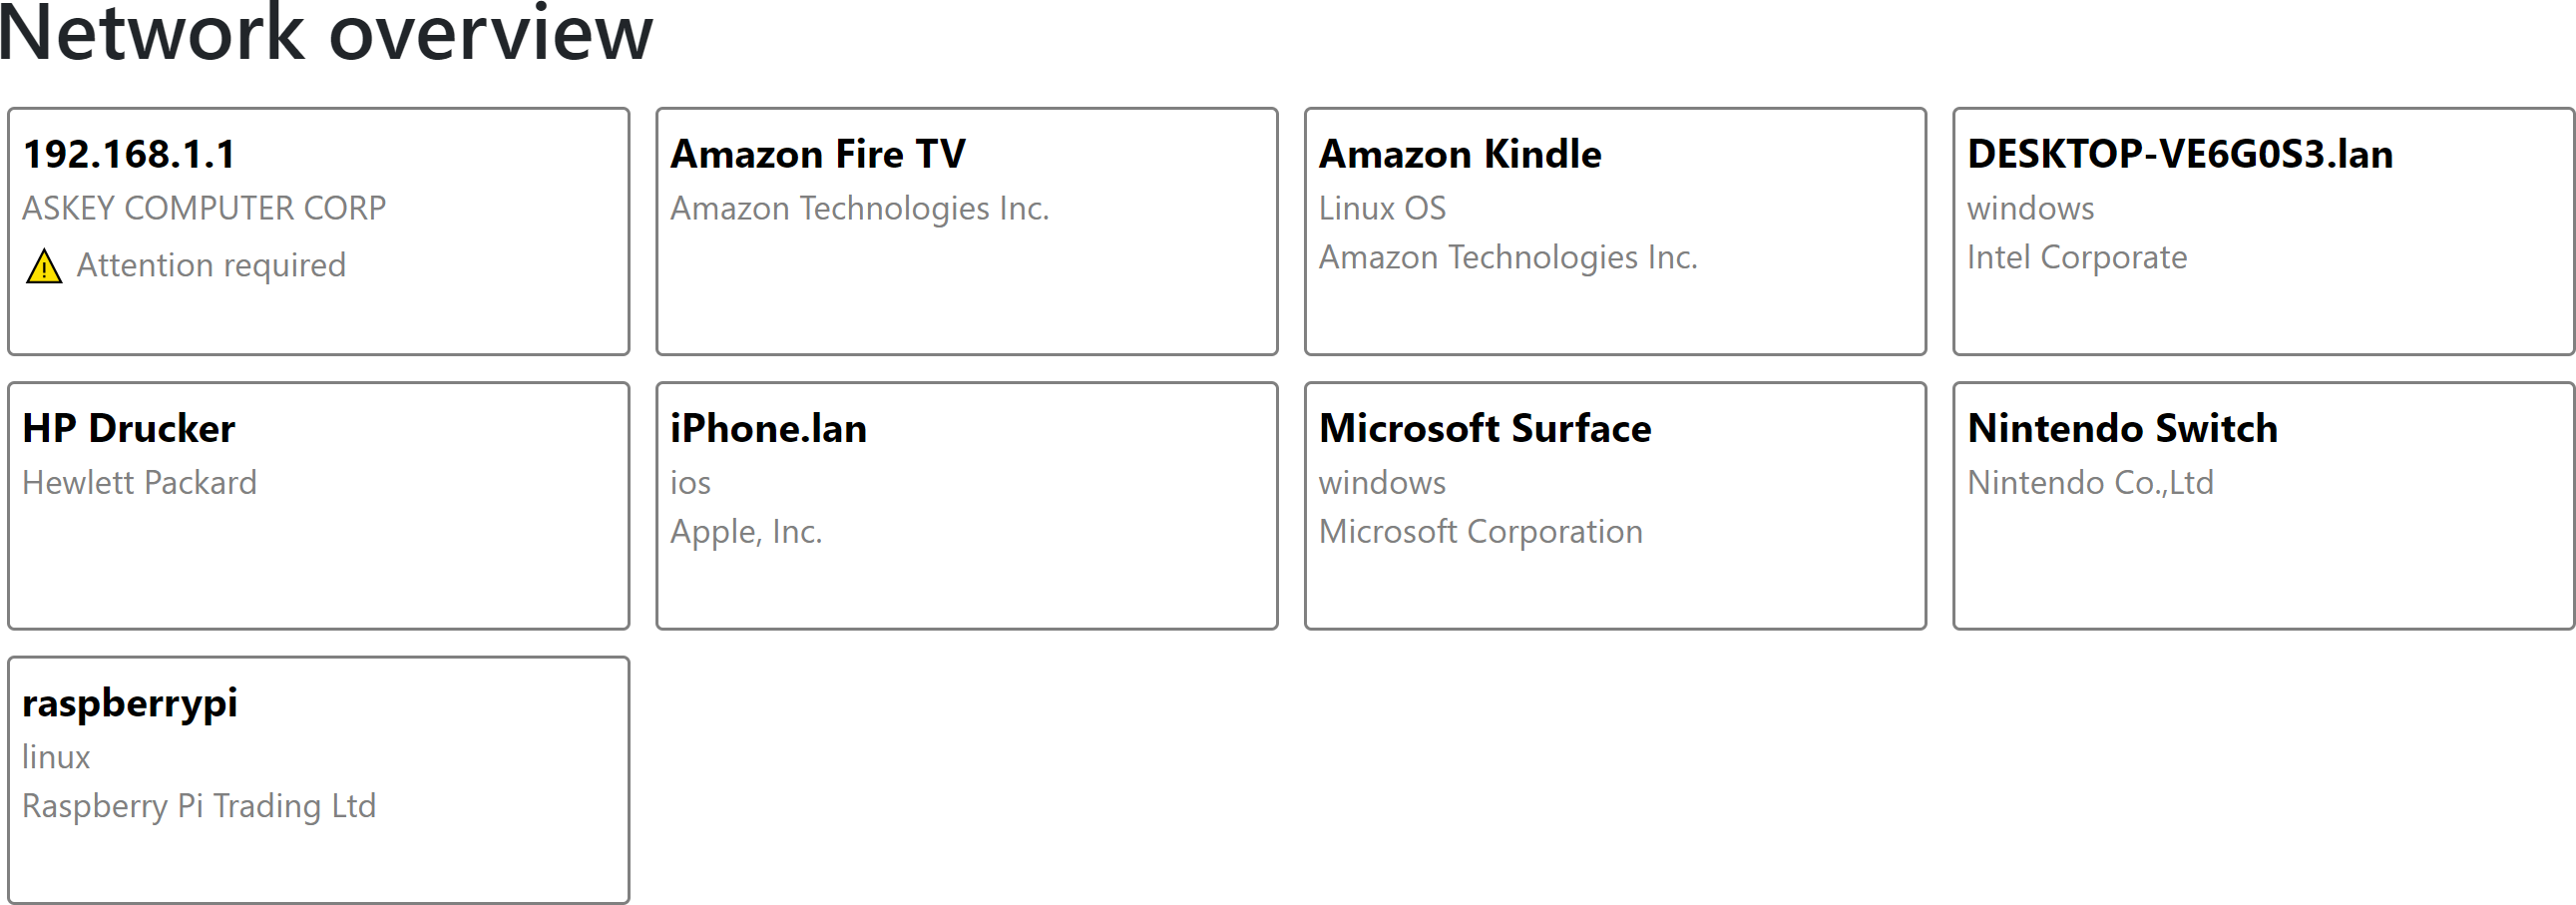 Network overview
192.168.1.1
ASKEY COMPUTER CORP
Attention required
Amazon Fire TV
Amazon Technologies Inc.
Amazon Kindle
Linux OS
Amazon Technologies Inc.
DESKTOP-VE6G0S3.lan
windows
Intel Corporate
HP Drucker
Hewlett Packard
iPhone.lan
ios
Apple, Inc.
Microsoft Surface
windows
Microsoft Corporation
Nintendo Switch
Nintendo Co.,Ltd
raspberrypi
linux
Raspberry Pi Trading Ltd